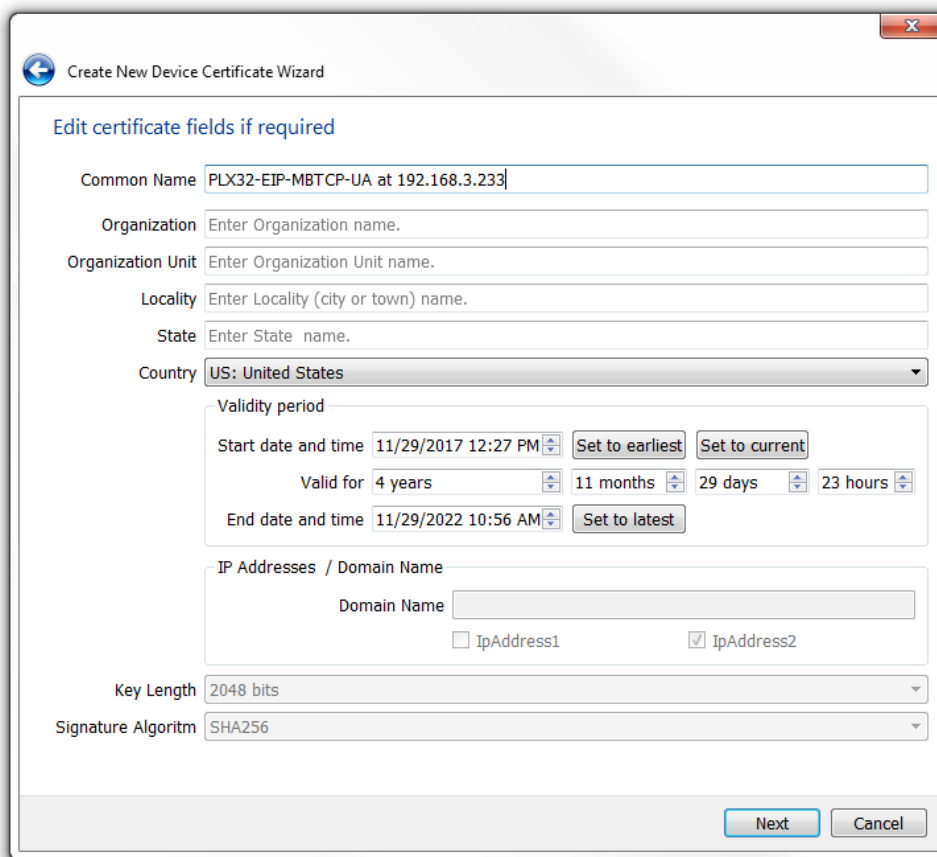 Create New Device Certificate Wizard
Edit certificate fields if required
Common Name PLX32-EIP-MBTCP-UA at 192.168.3.233
Organization Enter Organization name.
Organization Unit Enter Organization Unit name.
Locality Enter Locality (city or town) name.
State Enter State  name.
Country US: United States
Validity period
Start date and time 11/29/2017 12:27 PM Set to earliest Set to current
Valid for 4 years 11 months 29 days 23 hours
End date and time 11/29/2022 10:56 AM Set to latest
IP Addresses  / Domain Name
Domain Name
IpAddress1 IpAddress2
Key Length 2048 bits
Signature Algoritm SHA256
Next Cancel